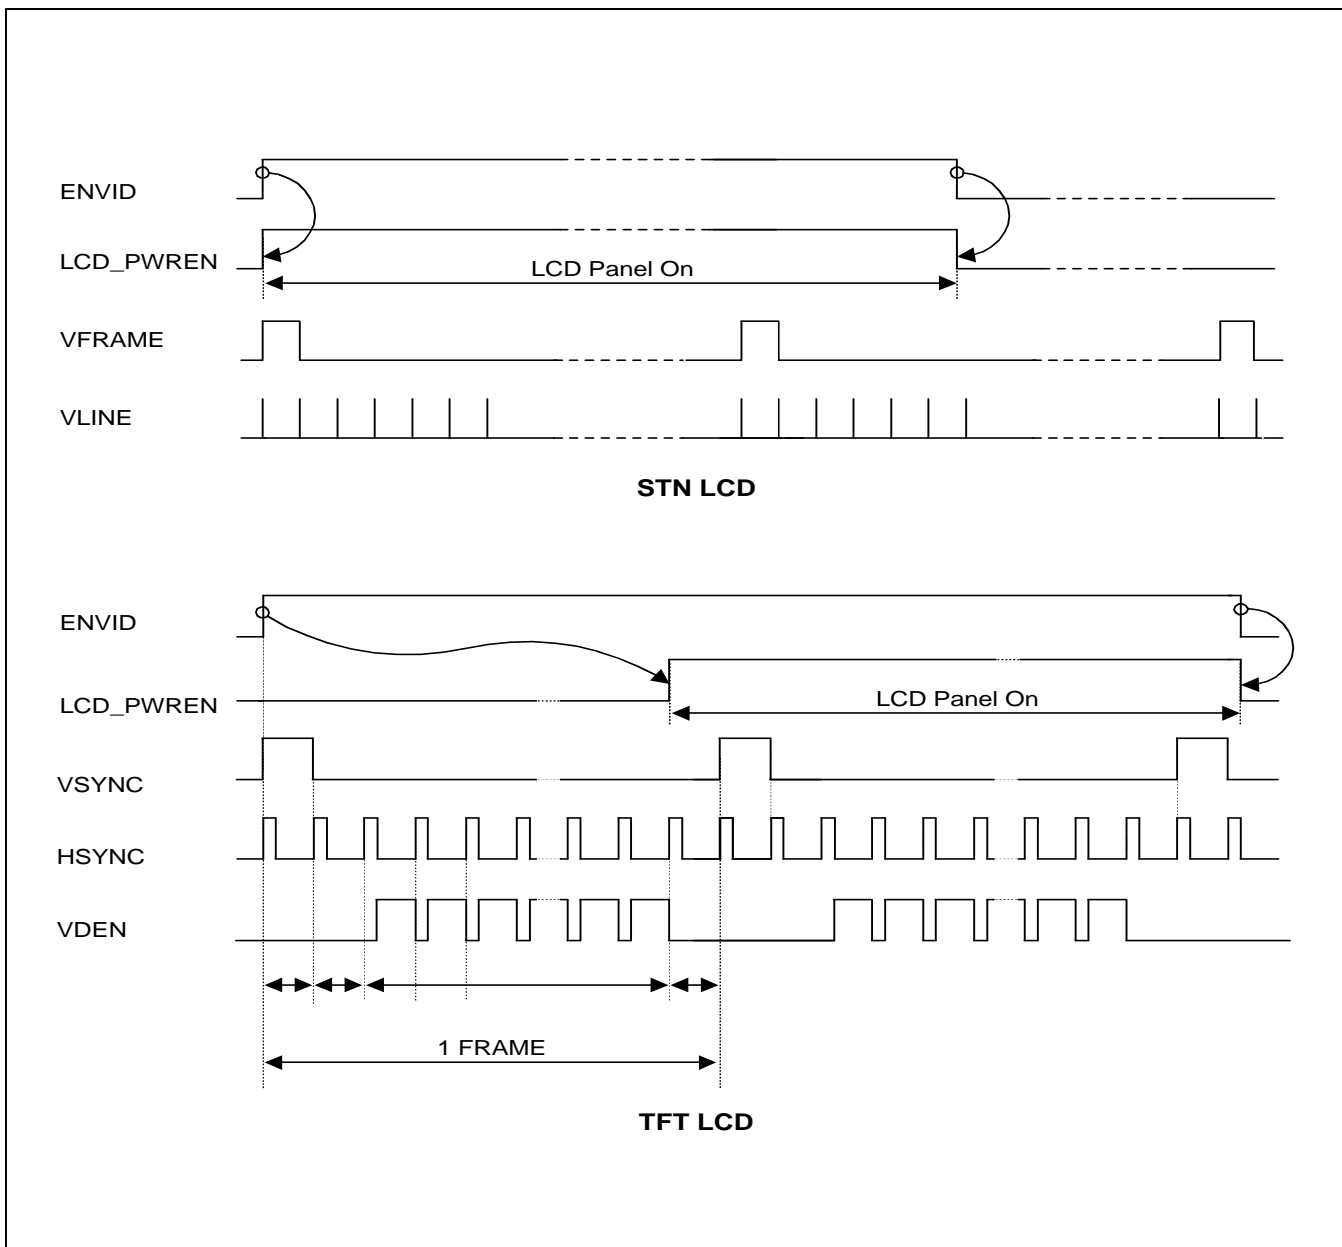 ENVID
LCD_PWREN
LCD Panel On
VFRAME
VLINE
STN LCD
ENVID
LCD_PWREN
LCD Panel On
VSYNC
HSYNC
VDEN
1 FRAME
TFT LCD